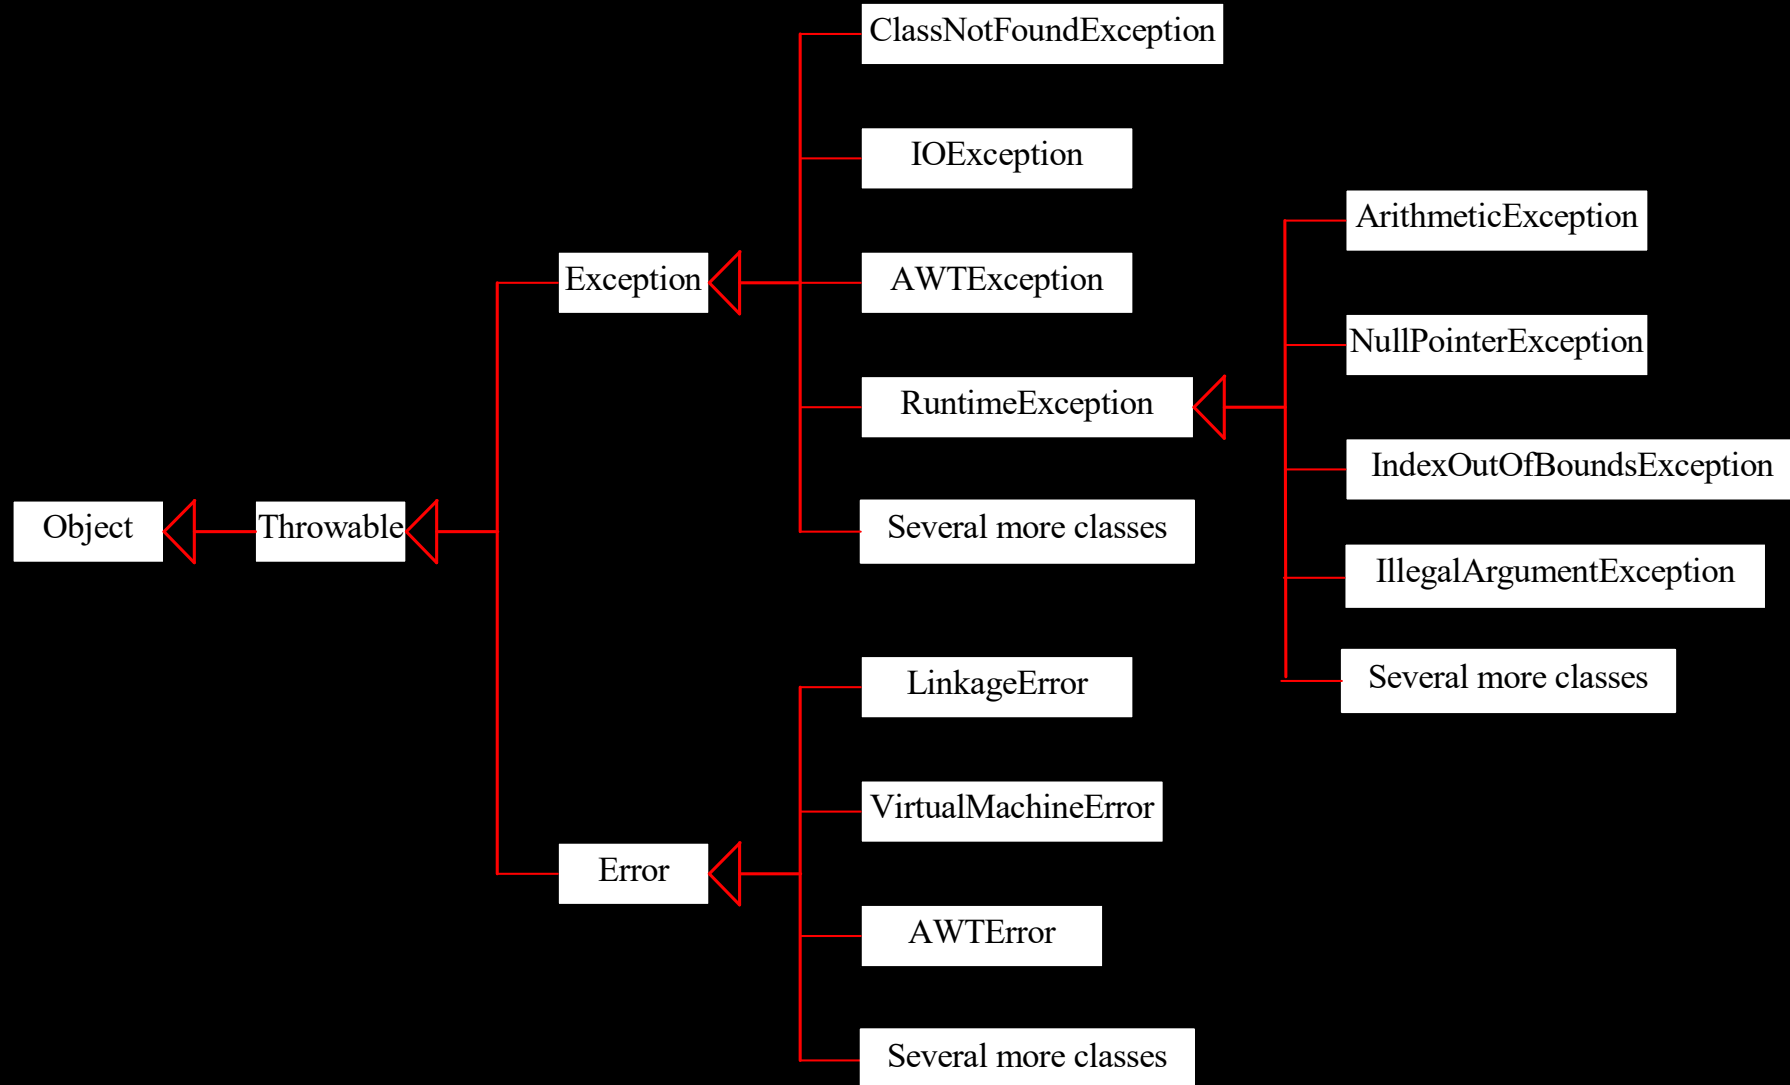 ClassNotFoundException
IOException
ArithmeticException
Exception
AWTException
NullPointerException
RuntimeException
IndexOutOfBoundsException
Object
Throwable
Several more classes
IllegalArgumentException
LinkageError
Several more classes
VirtualMachineError
Error
AWTError
Several more classes